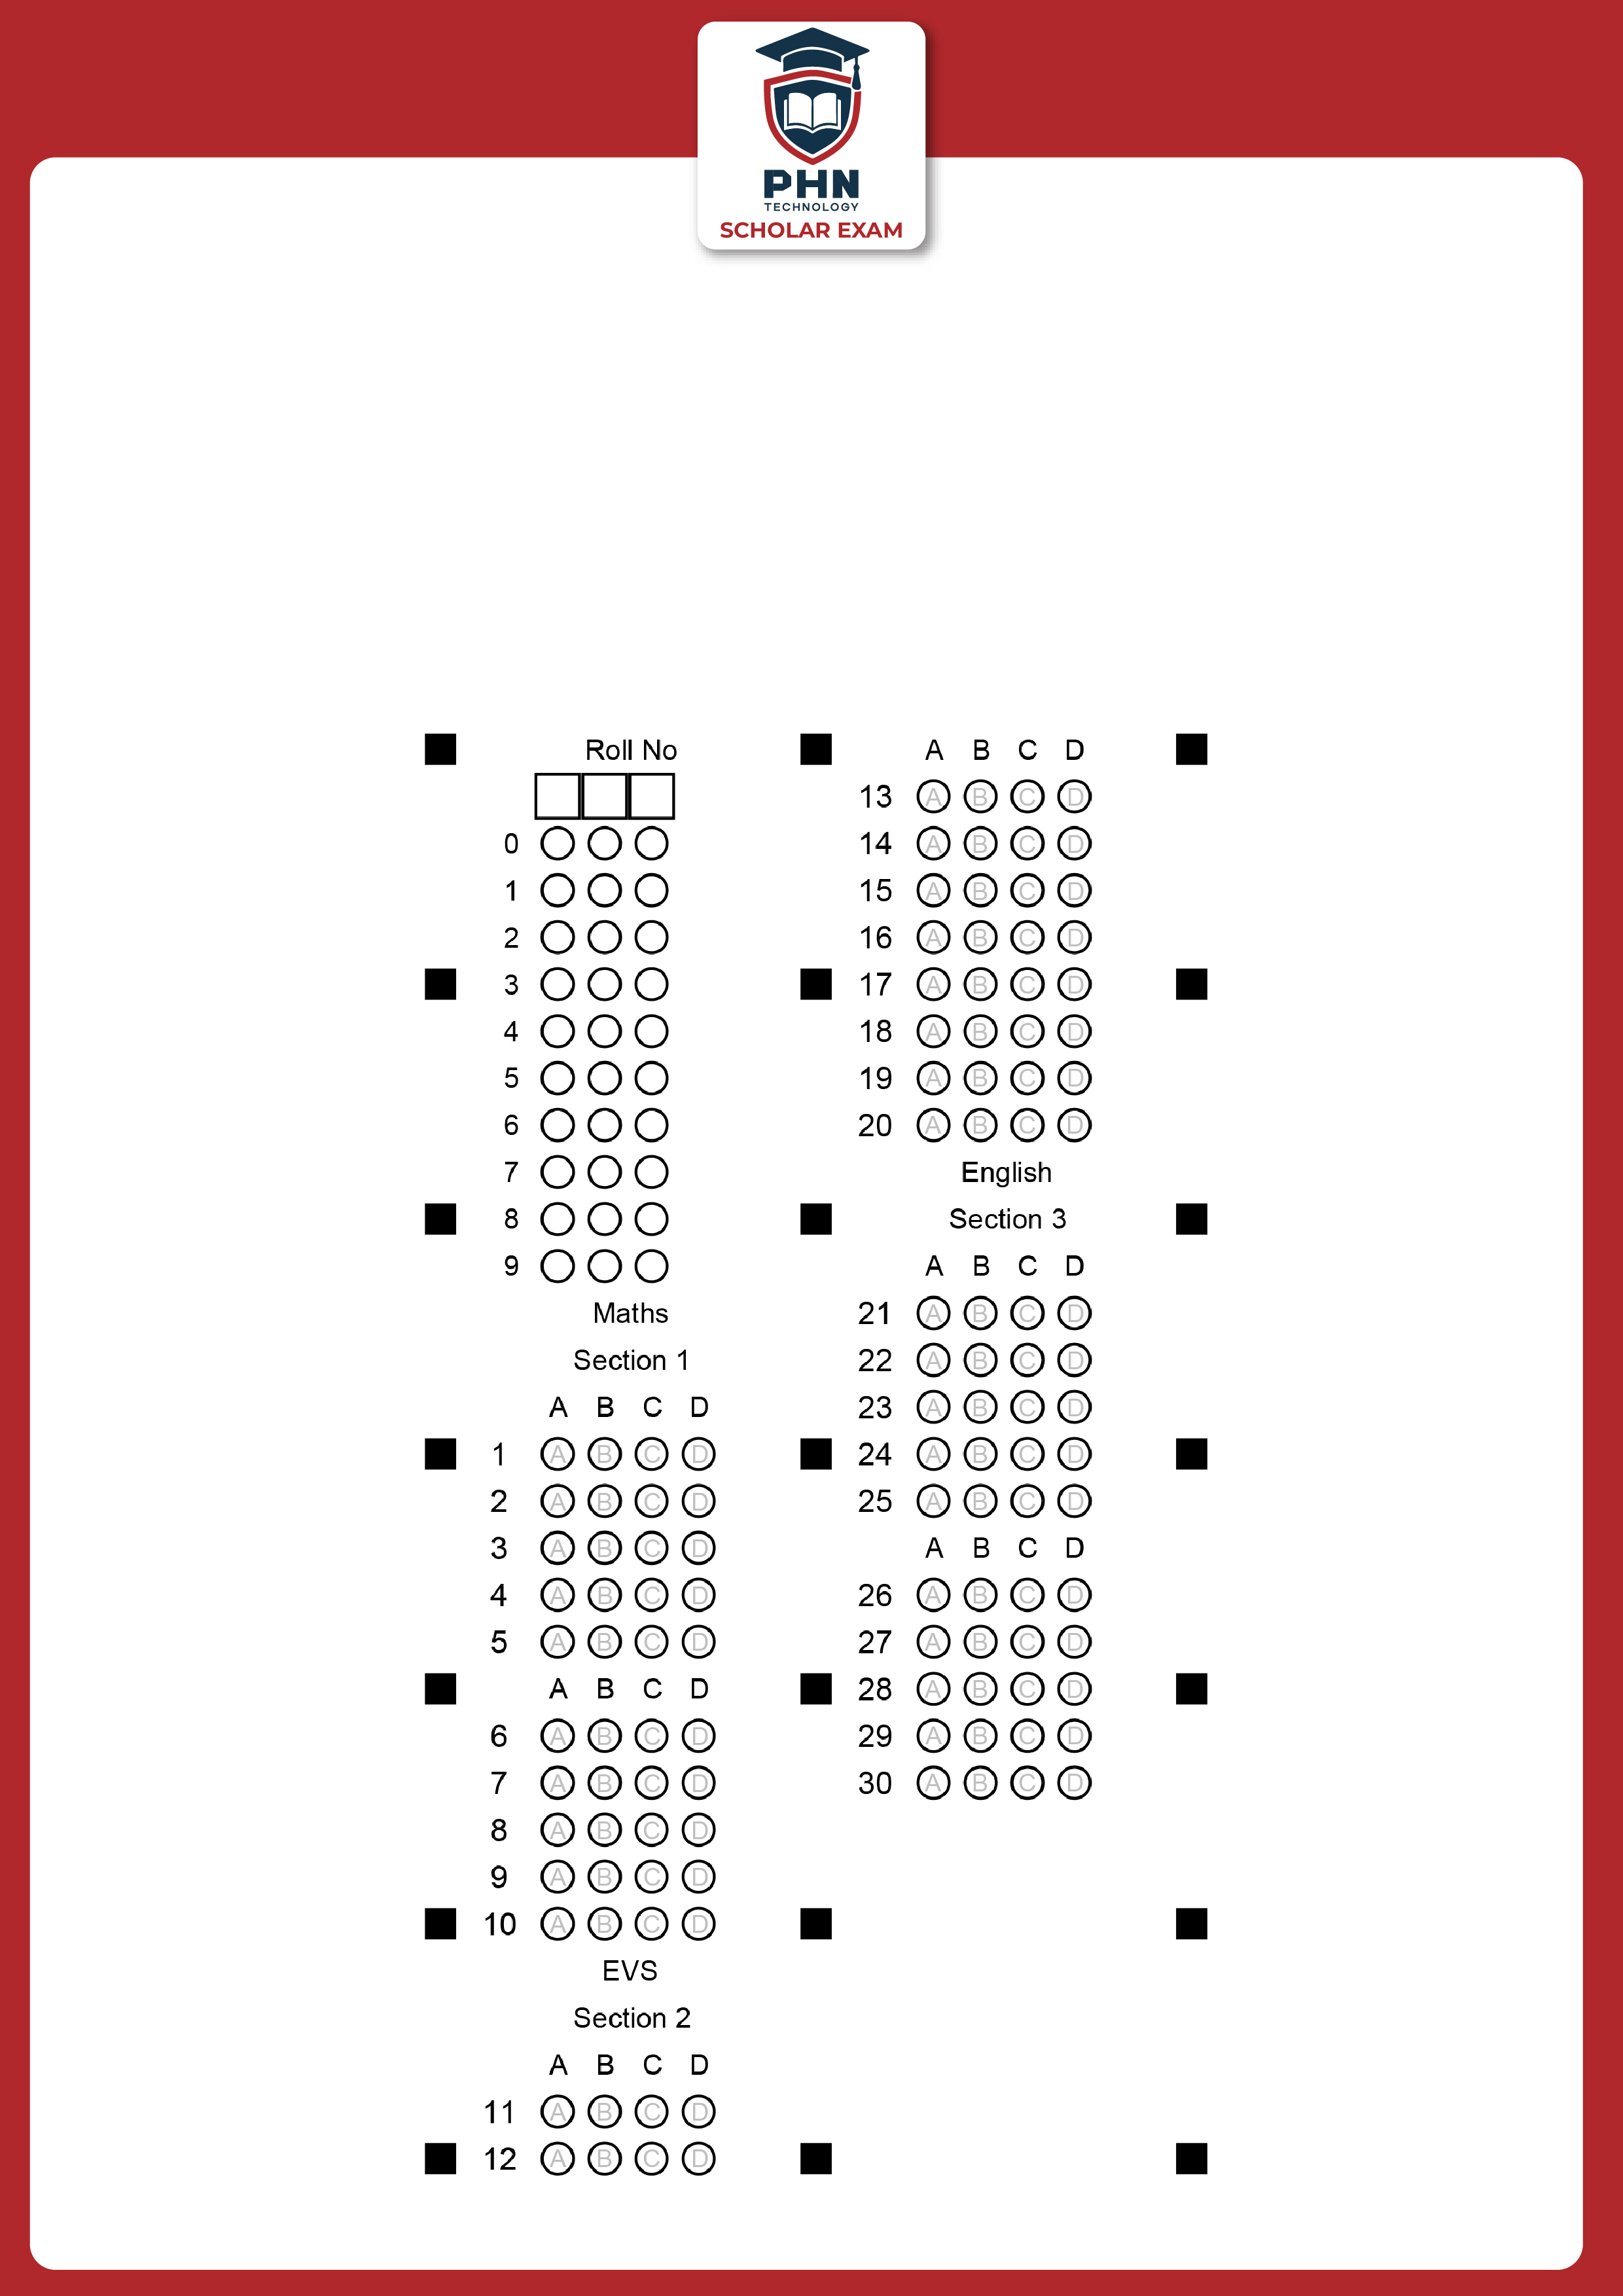 PHN
TECHNOLOGY
SCHOLAR EXAM
Roll No
0
1
2
3
4
5
6
7
8
9
Maths
Section 1
A B C D
1 A B C D
2 A B C D
3 A B C D
4 A B C D
5 A B C D
A B C D
6 A B C D
7 A B C D
8 A B C D
9 A B C D
10 A B C D
EVS
Section 2
A B C D
11 A B C D
12 A B C D
A B C D
13 A B C D
14 A B C D
15 A B C D
16 A B C D
17 A B C D
18 A B C D
19 A B C D
20 A B C D
English
Section 3
A B C D
21 A B C D
22 A B C D
23 A B C D
24 A B C D
25 A B C D
A B C D
26 A B C D
27 A B C D
28 A B C D
29 A B C D
30 A B C D